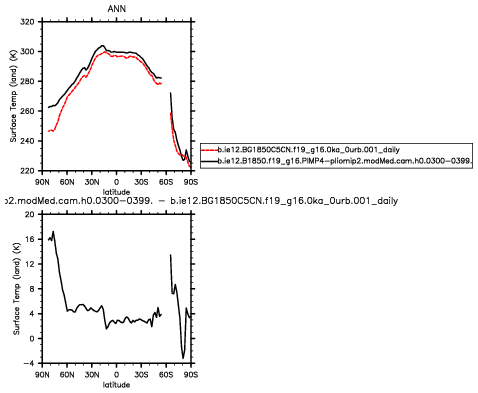 ANN
320
300
280
260
240
220
Surface Temp (land) (K)
90N 60N 30N 0 30S 60S 90S
latitude
b.ie12.BG1850C5CN.f19_g16.0ka_0urb.001_daily
b.ie12.B1850.f19_g16.PlMP4-pliomip2.modMed.cam.h0.0300-0399.
p2.modMed.cam.h0.0300-0399. - b.ie12.BG1850C5CN.f19_g16.0ka_0urb.001_daily
20
16
12
8
4
0
-4
Surface Temp (land) (K)
90N 60N 30N 0 30S 60S 90S
latitude